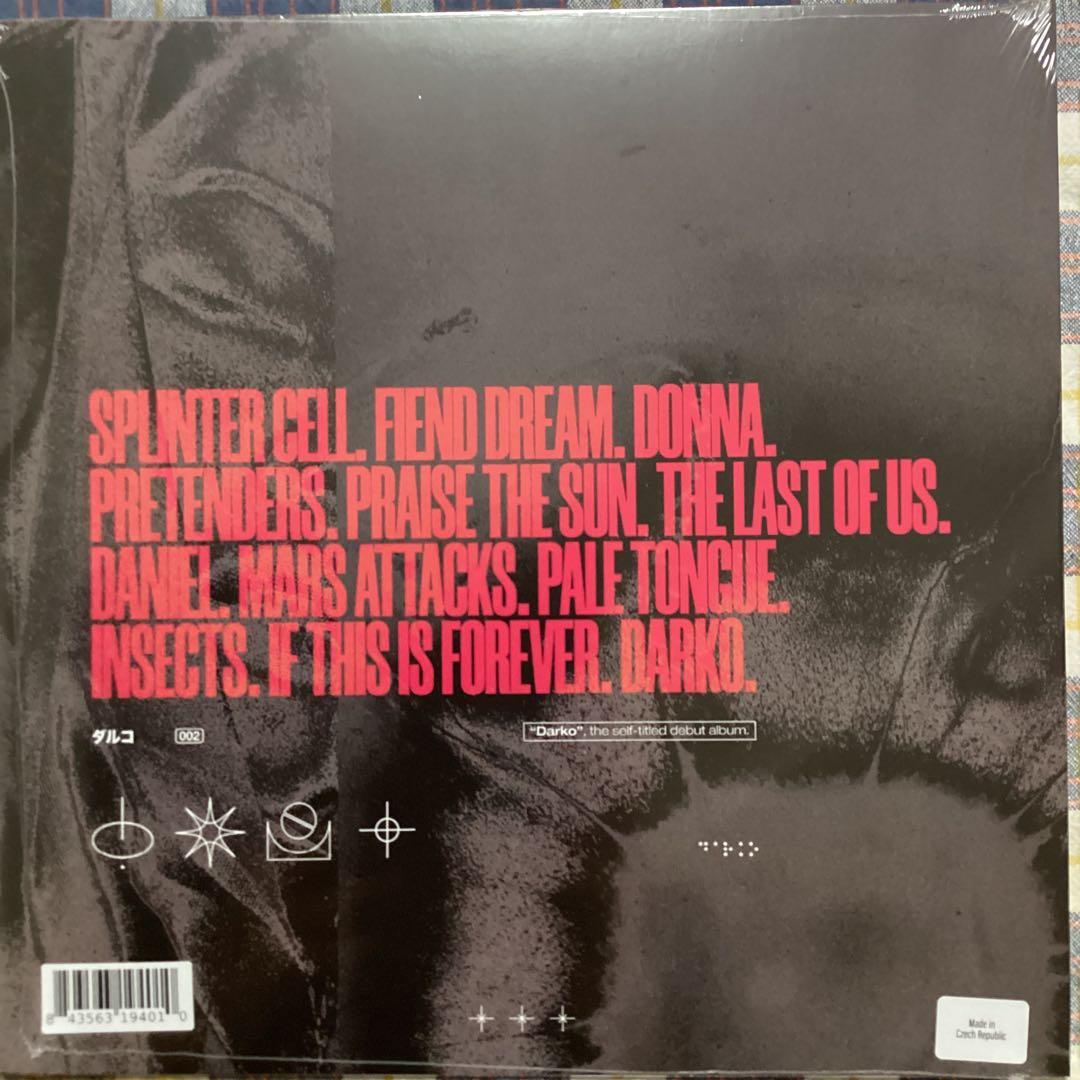 SPLINTER CELL. FIEND DREAM. DONNA.
PRETENDERS. PRAISE THE SUN. THE LAST OF US.
DANIEL. MARS ATTACKS. PALE TONGUE.
INSECTS. IF THIS IS FOREVER. DARKO.
ダルコ 002
“Darko”. the self-titled debut album.
⠙⠁⠗⠅⠕
8 43563 19401 0
Made in
Czech Republic